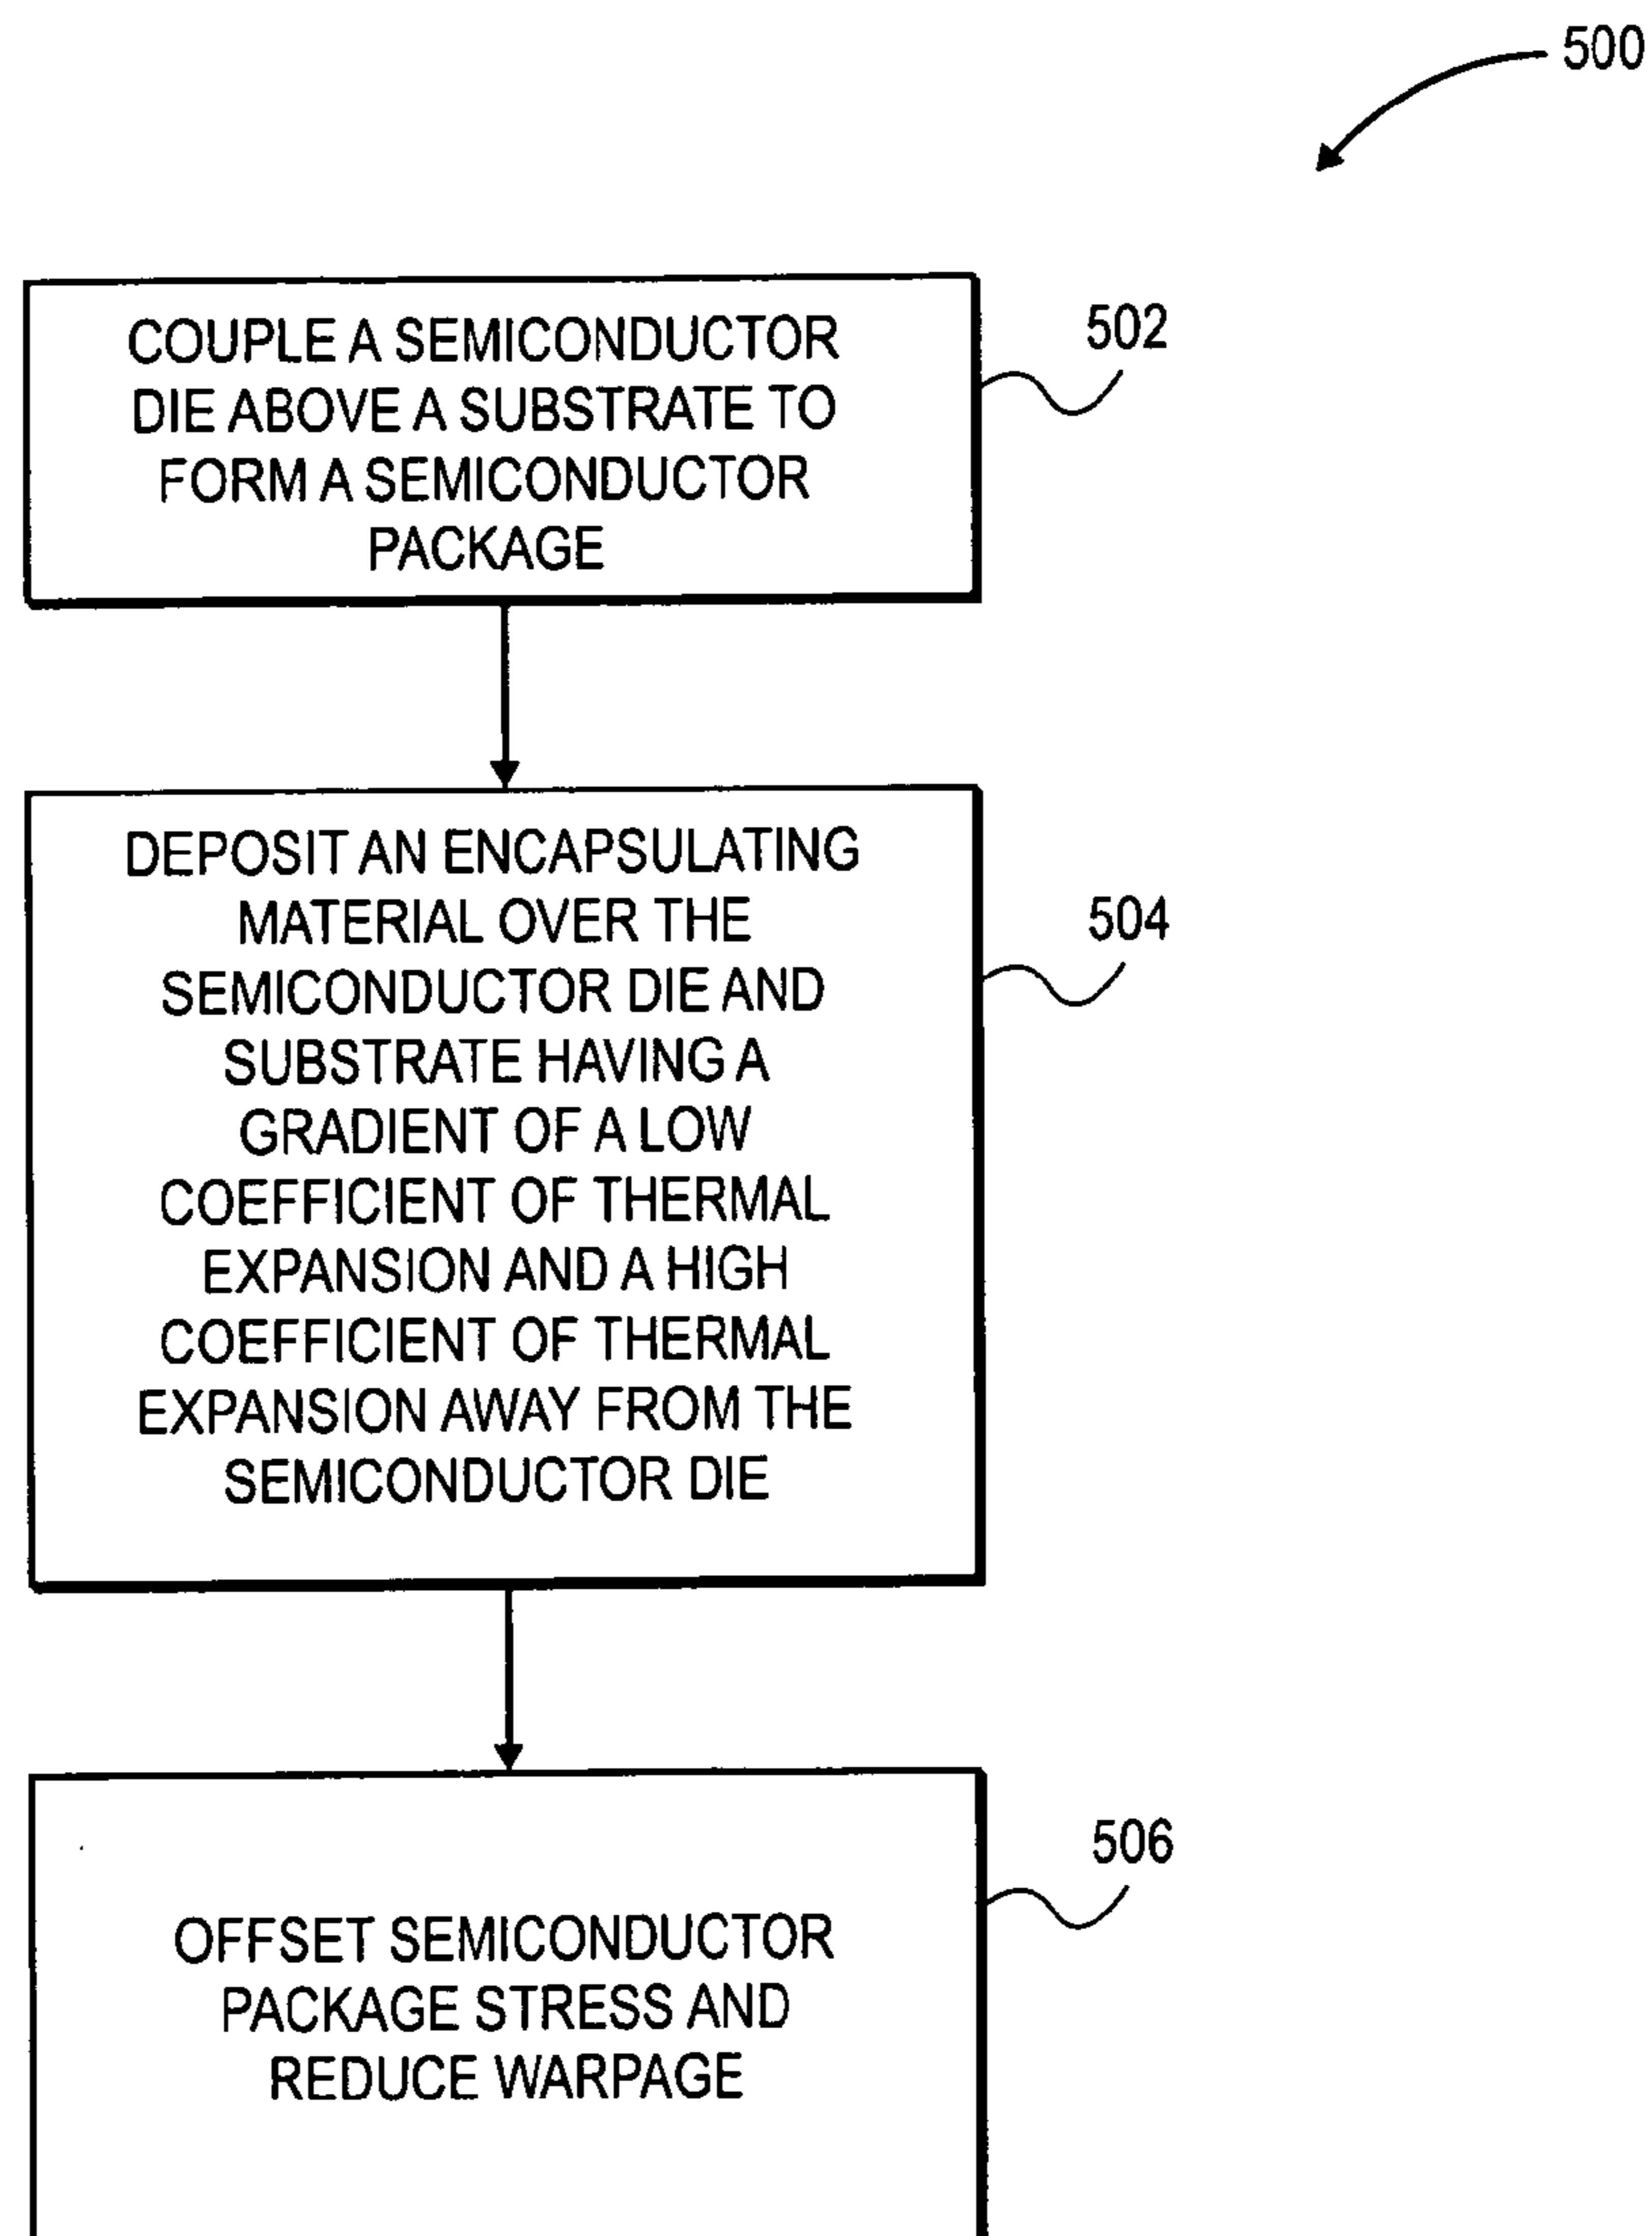 500
COUPLE A SEMICONDUCTOR
DIE ABOVE A SUBSTRATE TO
FORM A SEMICONDUCTOR
PACKAGE
502
DEPOSIT AN ENCAPSULATING
MATERIAL OVER THE
SEMICONDUCTOR DIE AND
SUBSTRATE HAVING A
GRADIENT OF A LOW
COEFFICIENT OF THERMAL
EXPANSION AND A HIGH
COEFFICIENT OF THERMAL
EXPANSION AWAY FROM THE
SEMICONDUCTOR DIE
504
OFFSET SEMICONDUCTOR
PACKAGE STRESS AND
REDUCE WARPAGE
506